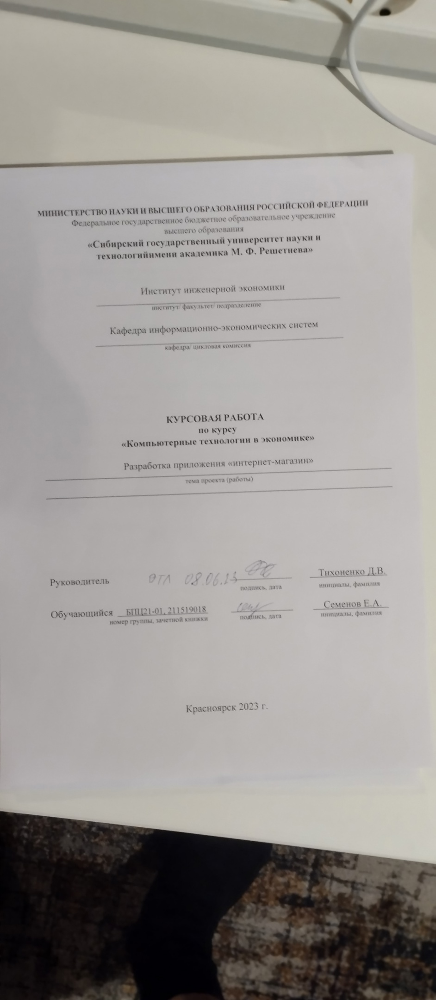 МИНИСТЕРСТВО НАУКИ И ВЫСШЕГО ОБРАЗОВАНИЯ РОССИЙСКОЙ ФЕДЕРАЦИИ
Федеральное государственное бюджетное образовательное учреждение
высшего образования
«Сибирский государственный университет науки и
технологийимени академика М. Ф. Решетнева»
Институт инженерной экономики
институт/ факультет/ подразделение
Кафедра информационно-экономических систем
кафедра/ цикловая комиссия
КУРСОВАЯ РАБОТА
по курсу
«Компьютерные технологии в экономике»
Разработка приложения «интернет-магазин»
тема проекта (работы)
Руководитель отл 08.06.23 Тихоненко Д.В.
подпись, дата инициалы, фамилия
Обучающийся БПЦ21-01, 211519018 Семенов Е.А.
номер группы, зачетной книжки подпись, дата инициалы, фамилия
Красноярск 2023 г.